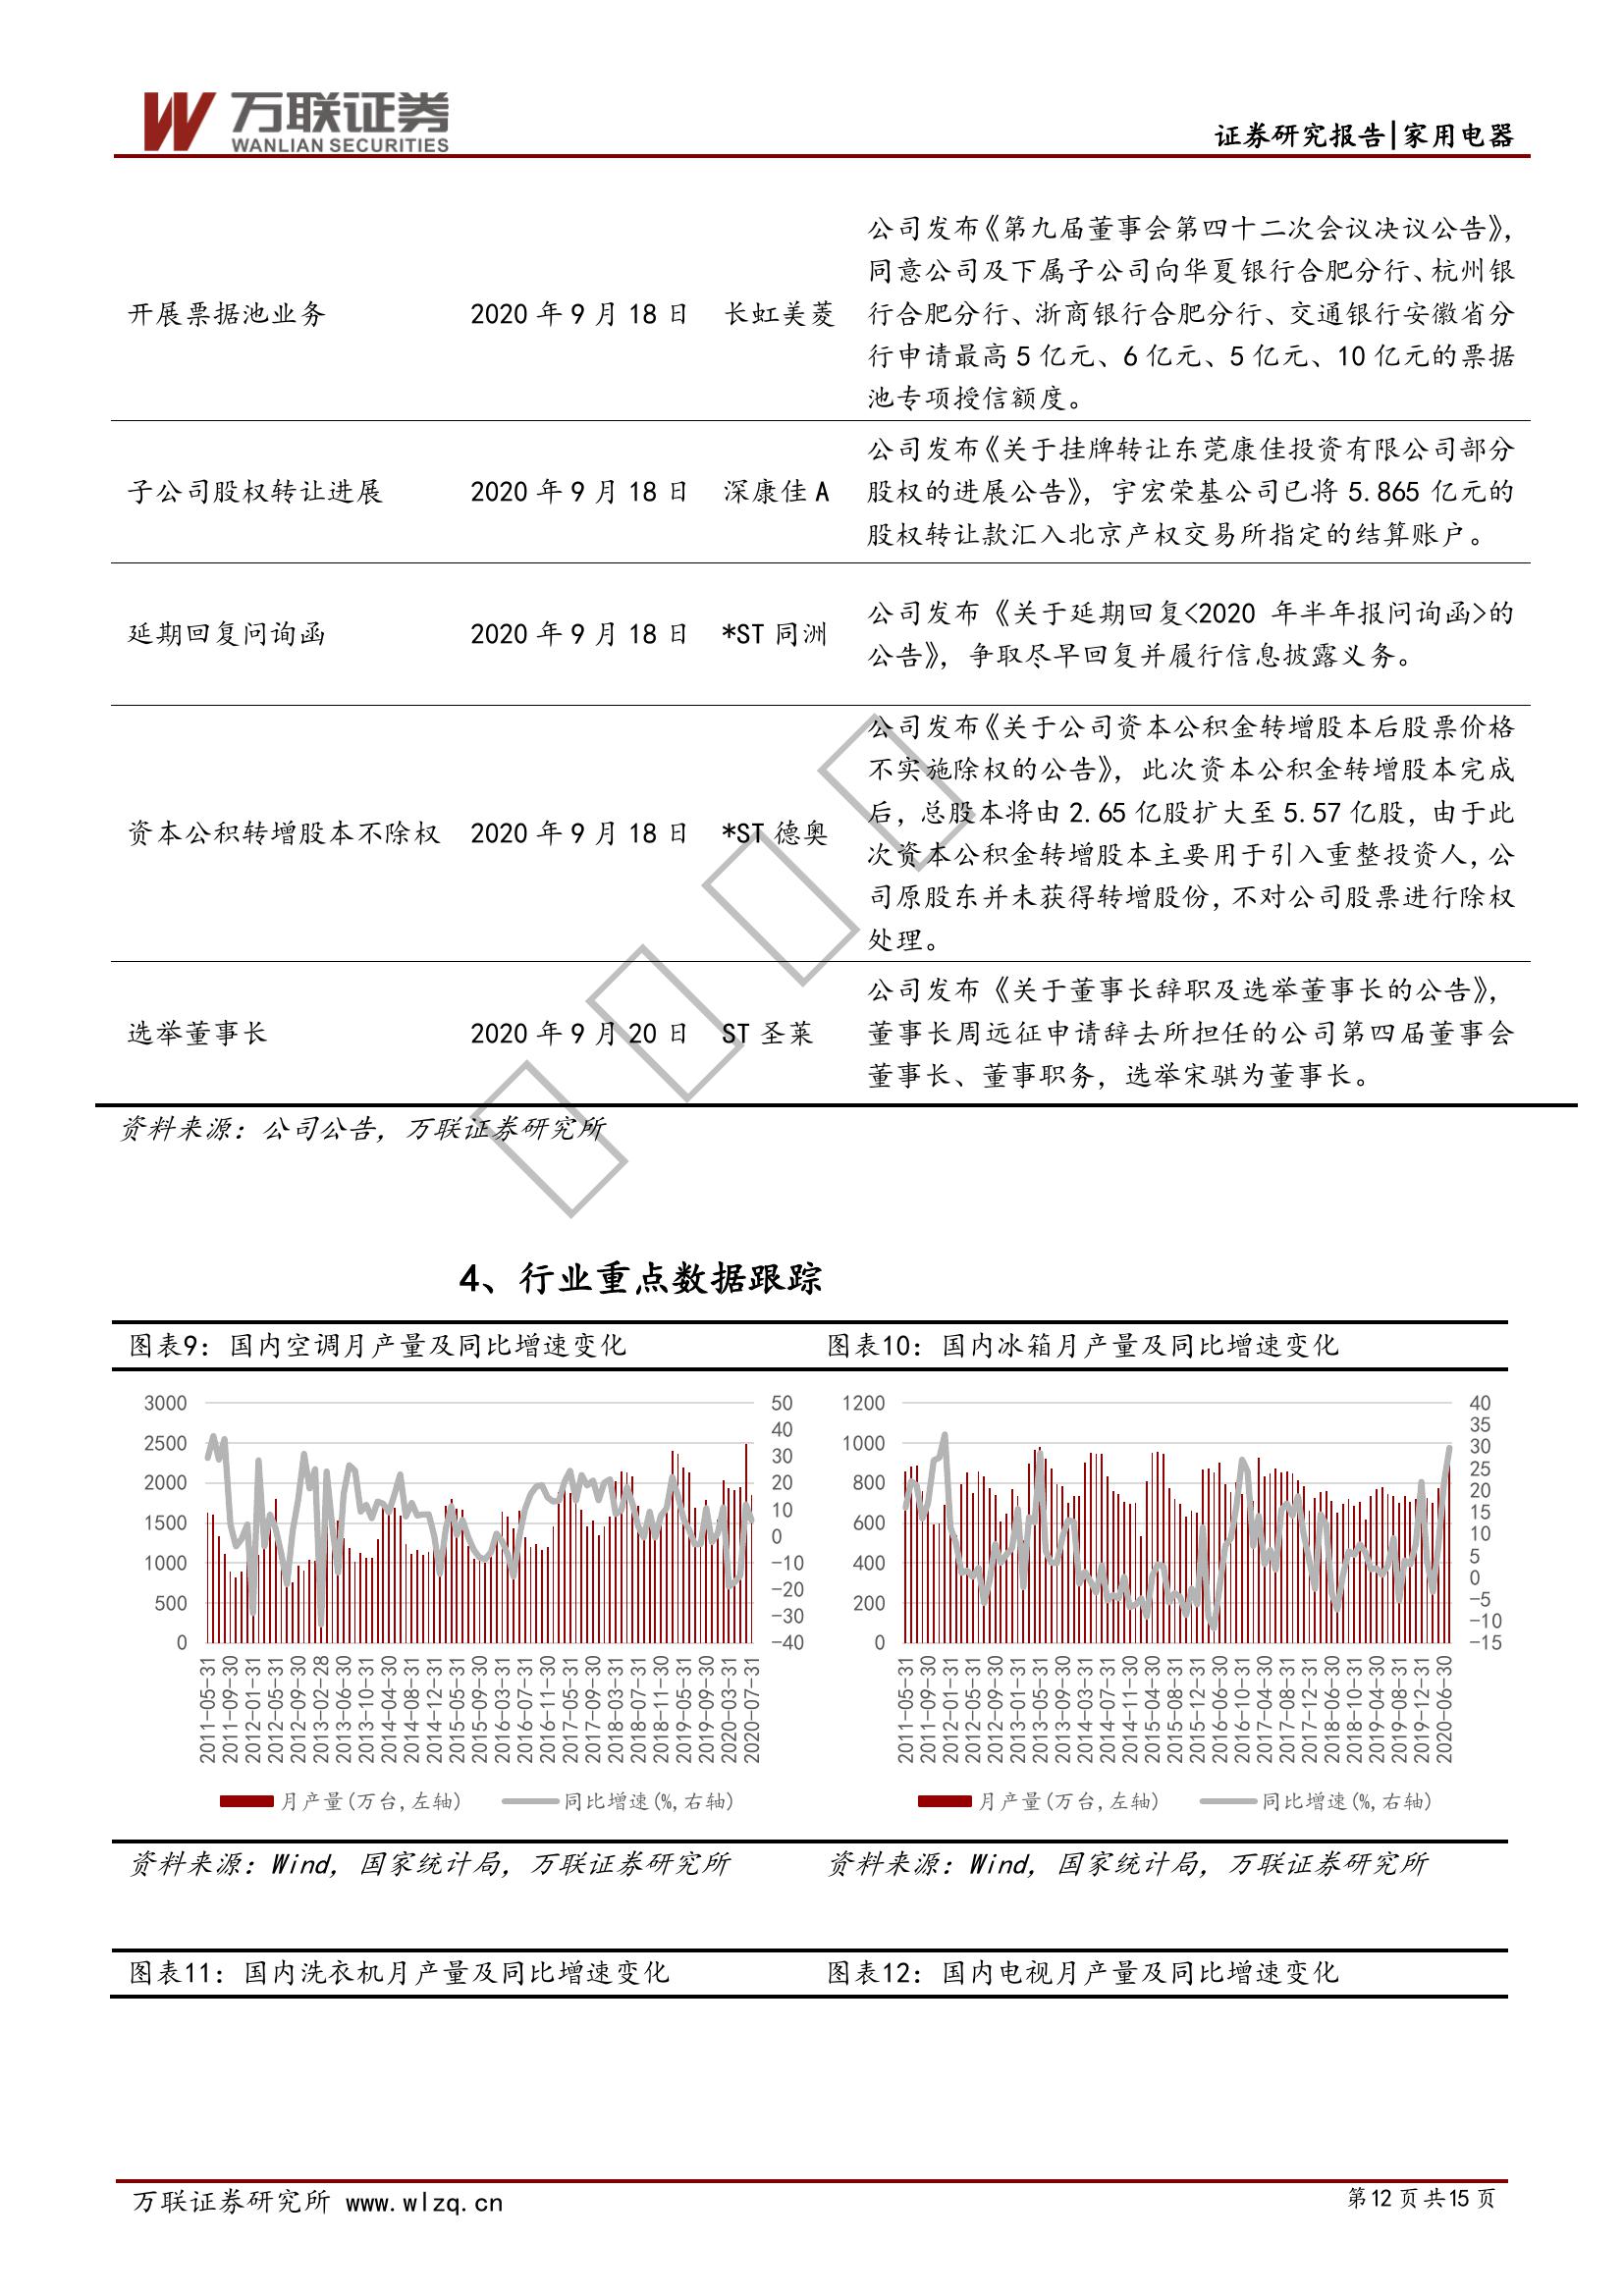 万联证券
WANLIAN SECURITIES
证券研究报告|家用电器
开展票据池业务 2020 年 9 月 18 日 长虹美菱
公司发布《第九届董事会第四十二次会议决议公告》，
同意公司及下属子公司向华夏银行合肥分行、杭州银
行合肥分行、浙商银行合肥分行、交通银行安徽省分
行申请最高 5 亿元、6 亿元、5 亿元、10 亿元的票据
池专项授信额度。
子公司股权转让进展 2020 年 9 月 18 日 深康佳 A
公司发布《关于挂牌转让东莞康佳投资有限公司部分
股权的进展公告》，宇宏荣基公司已将 5.865 亿元的
股权转让款汇入北京产权交易所指定的结算账户。
延期回复问询函 2020 年 9 月 18 日 *ST 同洲
公司发布《关于延期回复<2020 年半年报问询函>的
公告》，争取尽早回复并履行信息披露义务。
资本公积转增股本不除权 2020 年 9 月 18 日 *ST 德奥
公司发布《关于公司资本公积金转增股本后股票价格
不实施除权的公告》，此次资本公积金转增股本完成
后，总股本将由 2.65 亿股扩大至 5.57 亿股，由于此
次资本公积金转增股本主要用于引入重整投资人，公
司原股东并未获得转增股份，不对公司股票进行除权
处理。
选举董事长 2020 年 9 月 20 日 ST 圣莱
公司发布《关于董事长辞职及选举董事长的公告》，
董事长周远征申请辞去所担任的公司第四届董事会
董事长、董事职务，选举宋骐为董事长。
资料来源：公司公告，万联证券研究所
4、行业重点数据跟踪
图表9：国内空调月产量及同比增速变化
3000
2500
2000
1500
1000
500
0
50
40
30
20
10
0
-10
-20
-30
-40
2011-05-31
2011-09-30
2012-01-31
2012-05-31
2012-09-30
2013-02-28
2013-06-30
2013-10-31
2014-04-30
2014-08-31
2014-12-31
2015-05-31
2015-09-30
2016-03-31
2016-07-31
2016-11-30
2017-05-31
2017-09-30
2018-03-31
2018-07-31
2018-11-30
2019-05-31
2019-09-30
2020-03-31
2020-07-31
月产量(万台,左轴) 同比增速(%,右轴)
资料来源：Wind，国家统计局，万联证券研究所
图表10：国内冰箱月产量及同比增速变化
1200
1000
800
600
400
200
0
40
35
30
25
20
15
10
5
0
-5
-10
-15
2011-05-31
2011-09-30
2012-01-31
2012-05-31
2012-09-30
2013-01-31
2013-05-31
2013-09-30
2014-03-31
2014-07-31
2014-11-30
2015-04-30
2015-08-31
2015-12-31
2016-06-30
2016-10-31
2017-04-30
2017-08-31
2017-12-31
2018-06-30
2018-10-31
2019-04-30
2019-08-31
2019-12-31
2020-06-30
月产量(万台,左轴) 同比增速(%,右轴)
资料来源：Wind，国家统计局，万联证券研究所
图表11：国内洗衣机月产量及同比增速变化
图表12：国内电视月产量及同比增速变化
万联证券研究所 www.wlzq.cn
第12页共15页